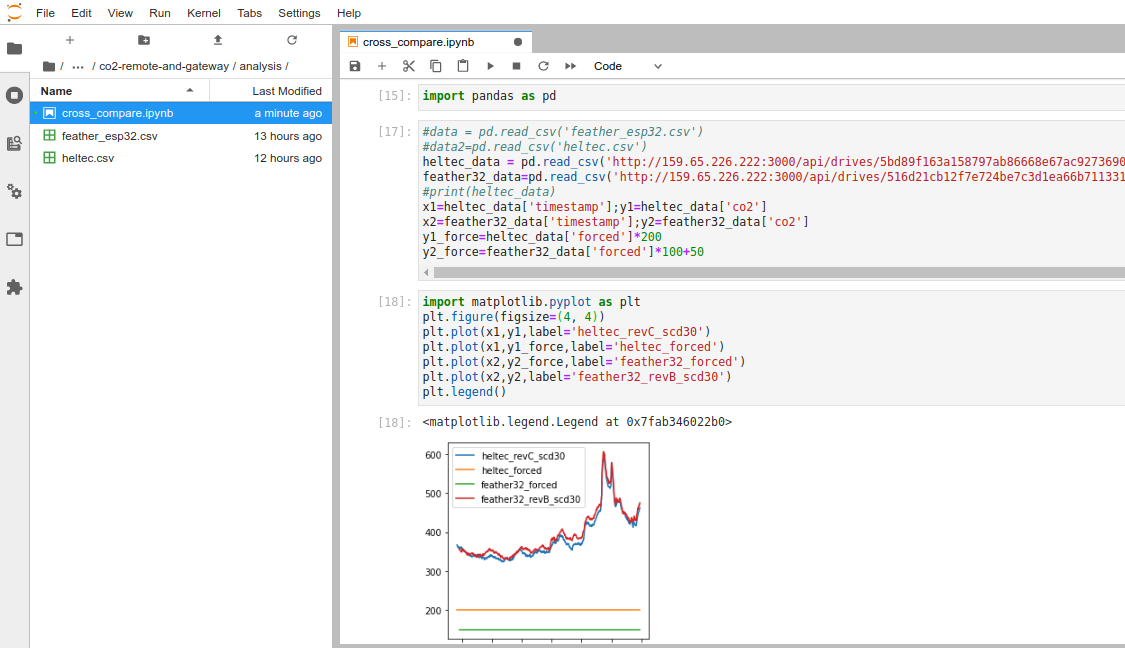 File Edit View Run Kernel Tabs Settings Help
/ … / co2-remote-and-gateway / analysis /
Name Last Modified
cross_compare.ipynb a minute ago
feather_esp32.csv 13 hours ago
heltec.csv 12 hours ago
cross_compare.ipynb
Code
[15]: import pandas as pd
[17]: #data = pd.read_csv('feather_esp32.csv')
#data2=pd.read_csv('heltec.csv')
heltec_data = pd.read_csv('http://159.65.226.222:3000/api/drives/5bd89f163a158797ab86668e67ac9273690
feather32_data=pd.read_csv('http://159.65.226.222:3000/api/drives/516d21cb12f7e724be7c3d1ea66b711331
#print(heltec_data)
x1=heltec_data['timestamp'];y1=heltec_data['co2']
x2=feather32_data['timestamp'];y2=feather32_data['co2']
y1_force=heltec_data['forced']*200
y2_force=feather32_data['forced']*100+50
[18]: import matplotlib.pyplot as plt
plt.figure(figsize=(4, 4))
plt.plot(x1,y1,label='heltec_revC_scd30')
plt.plot(x1,y1_force,label='heltec_forced')
plt.plot(x2,y2_force,label='feather32_forced')
plt.plot(x2,y2,label='feather32_revB_scd30')
plt.legend()
[18]: <matplotlib.legend.Legend at 0x7fab346022b0>
heltec_revC_scd30
heltec_forced
feather32_forced
feather32_revB_scd30
600
500
400
300
200